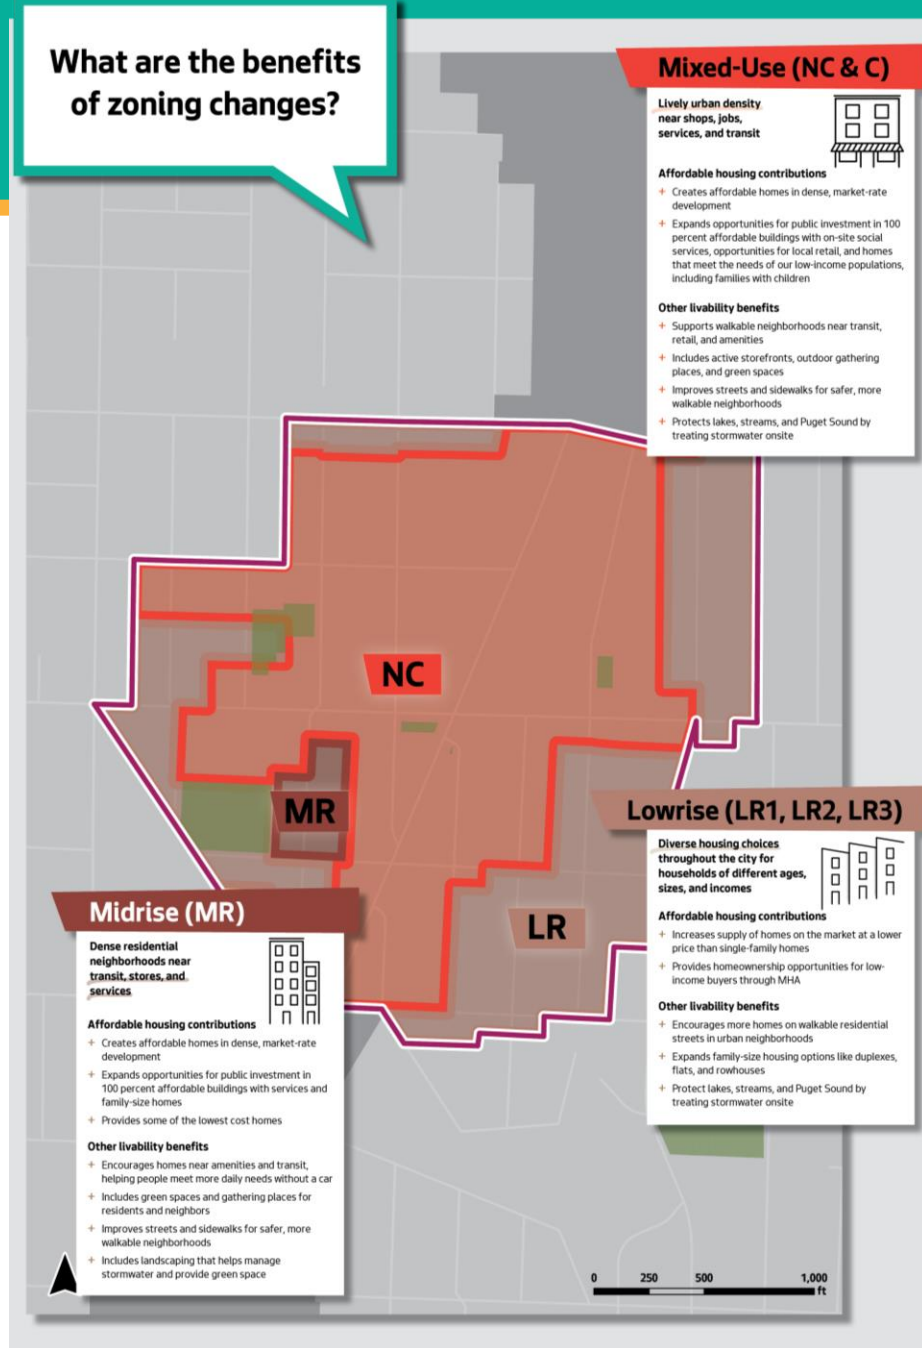 What are the benefits
of zoning changes?
Mixed-Use (NC & C)
Lively urban density
near shops, jobs,
services, and transit
Affordable housing contributions
+ Creates affordable homes in dense, market-rate
development
+ Expands opportunities for public investment in 100
percent affordable buildings with on-site social
services, opportunities for local retail, and homes
that meet the needs of our low-income populations,
including families with children
Other livability benefits
+ Supports walkable neighborhoods near transit,
retail, and amenities
+ Includes active storefronts, outdoor gathering
places, and green spaces
+ Improves streets and sidewalks for safer, more
walkable neighborhoods
+ Protects lakes, streams, and Puget Sound by
treating stormwater onsite
NC
MR
LR
Lowrise (LR1, LR2, LR3)
Diverse housing choices
throughout the city for
households of different ages,
sizes, and incomes
Affordable housing contributions
+ Increases supply of homes on the market at a lower
price than single-family homes
+ Provides homeownership opportunities for low-
income buyers through MHA
Other livability benefits
+ Encourages more homes on walkable residential
streets in urban neighborhoods
+ Expands family-size housing options like duplexes,
flats, and rowhouses
+ Protect lakes, streams, and Puget Sound by
treating stormwater onsite
Midrise (MR)
Dense residential
neighborhoods near
transit, stores, and
services
Affordable housing contributions
+ Creates affordable homes in dense, market-rate
development
+ Expands opportunities for public investment in
100 percent affordable buildings with services and
family-size homes
+ Provides some of the lowest cost homes
Other livability benefits
+ Encourages homes near amenities and transit,
helping people meet more daily needs without a car
+ Includes green spaces and gathering places for
residents and neighbors
+ Improves streets and sidewalks for safer, more
walkable neighborhoods
+ Includes landscaping that helps manage
stormwater and provide green space
0 250 500 1,000
ft